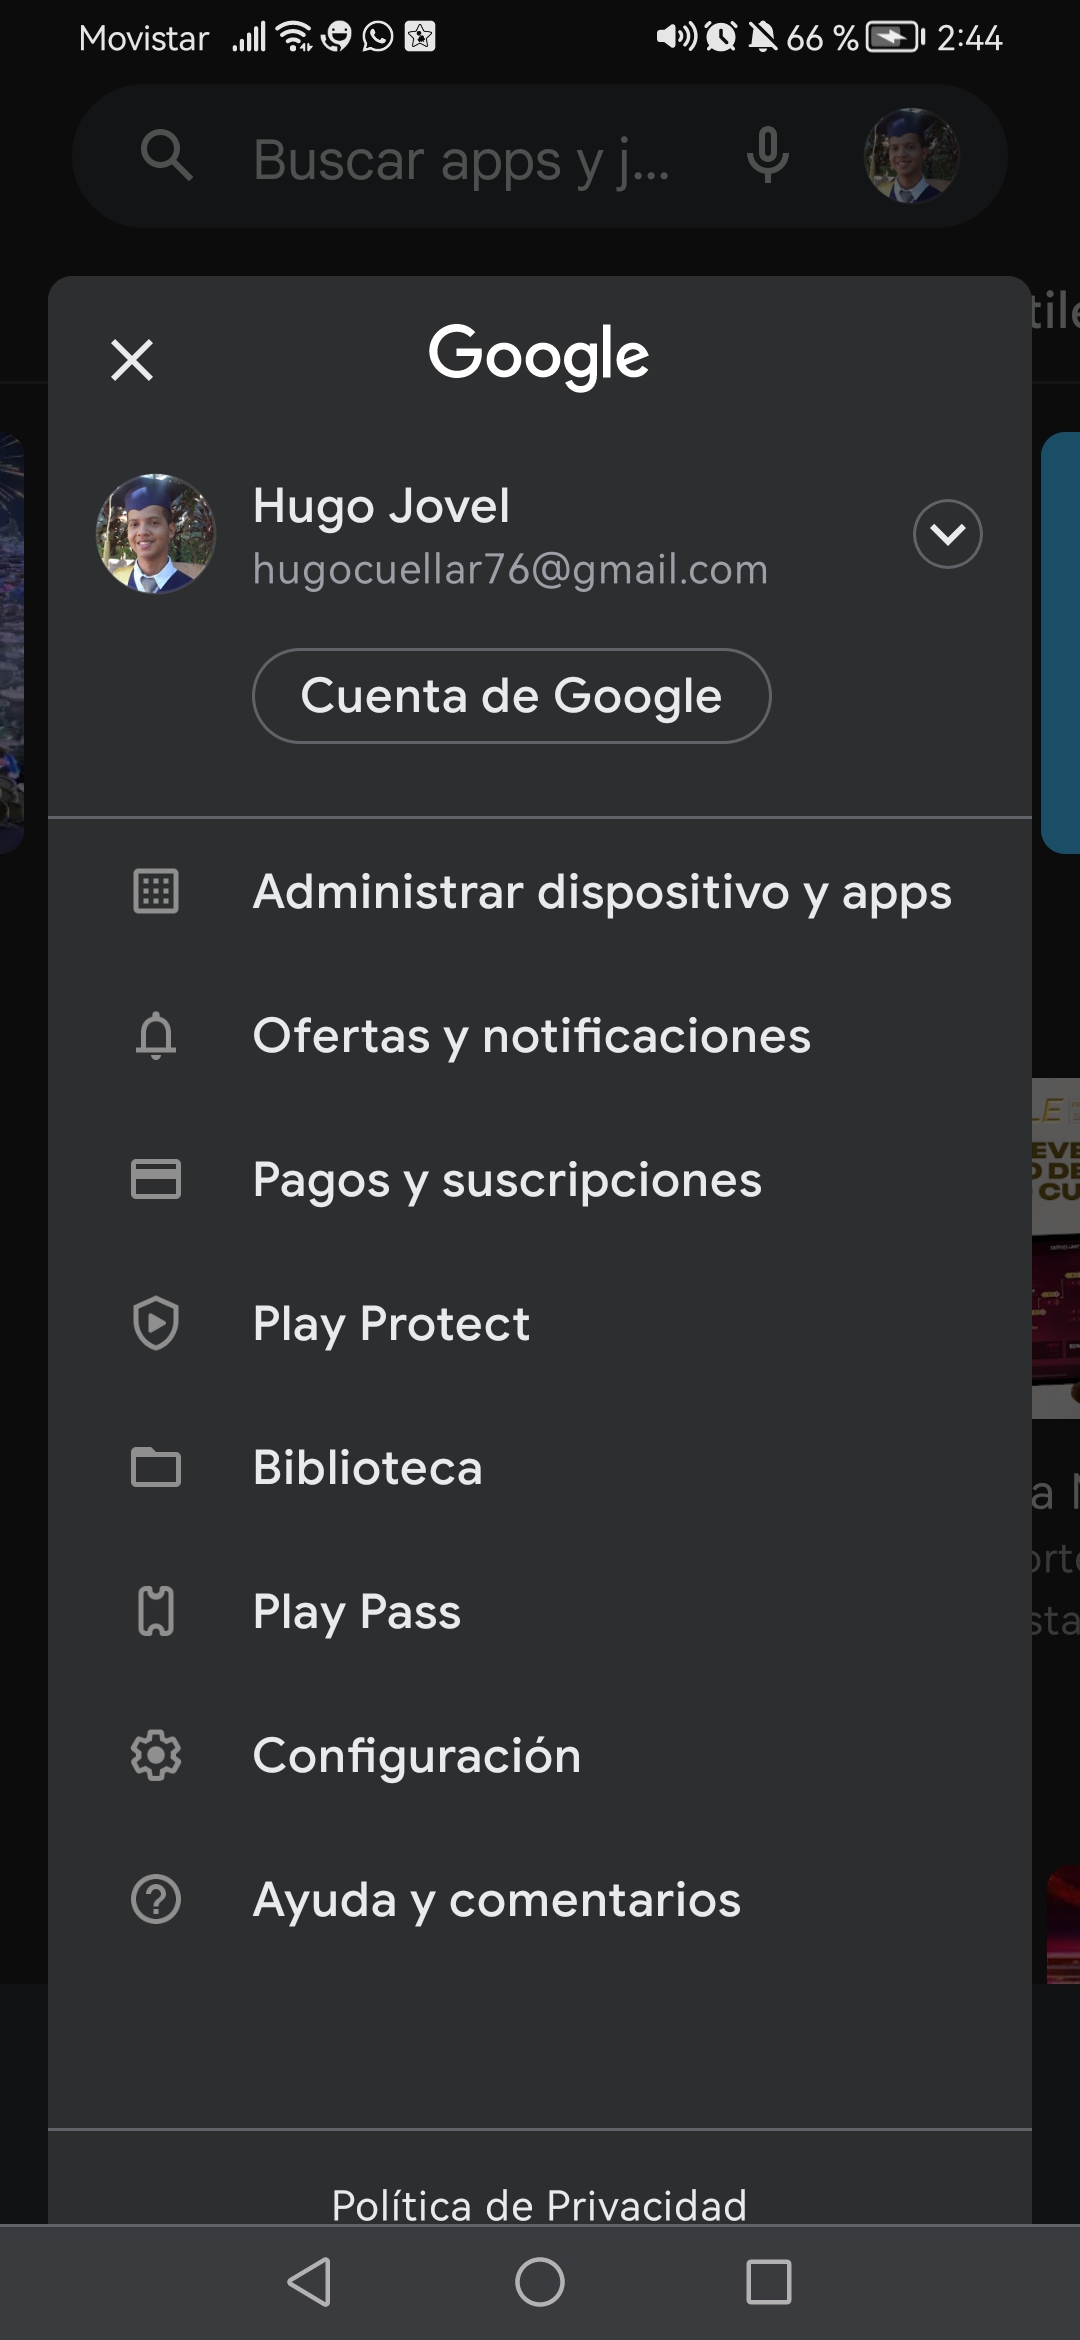 Movistar 66 % 2:44
Buscar apps y j...
Google
Hugo Jovel
hugocuellar76@gmail.com
Cuenta de Google
Administrar dispositivo y apps
Ofertas y notificaciones
Pagos y suscripciones
Play Protect
Biblioteca
Play Pass
Configuración
Ayuda y comentarios
Política de Privacidad